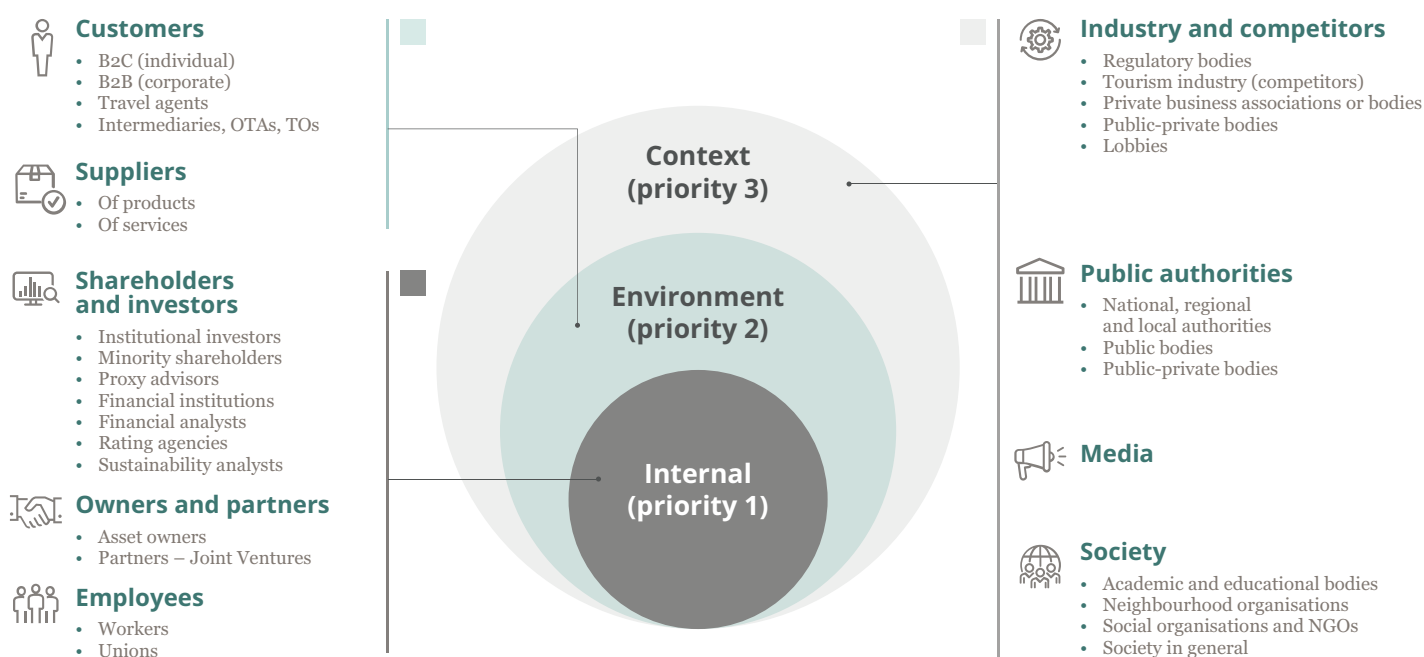 Customers
• B2C (individual)
• B2B (corporate)
• Travel agents
• Intermediaries, OTAs, TOs
Suppliers
• Of products
• Of services
Shareholders
and investors
• Institutional investors
• Minority shareholders
• Proxy advisors
• Financial institutions
• Financial analysts
• Rating agencies
• Sustainability analysts
Owners and partners
• Asset owners
• Partners – Joint Ventures
Employees
• Workers
• Unions
Context
(priority 3)
Environment
(priority 2)
Internal
(priority 1)
Industry and competitors
• Regulatory bodies
• Tourism industry (competitors)
• Private business associations or bodies
• Public-private bodies
• Lobbies
Public authorities
• National, regional
and local authorities
• Public bodies
• Public-private bodies
Media
Society
• Academic and educational bodies
• Neighbourhood organisations
• Social organisations and NGOs
• Society in general